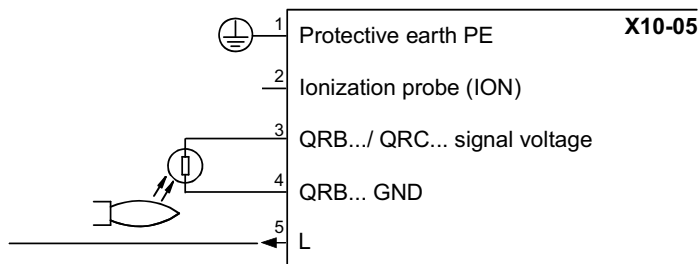 X10-05
1 Protective earth PE
2 Ionization probe (ION)
3 QRB.../ QRC... signal voltage
4 QRB... GND
5 L